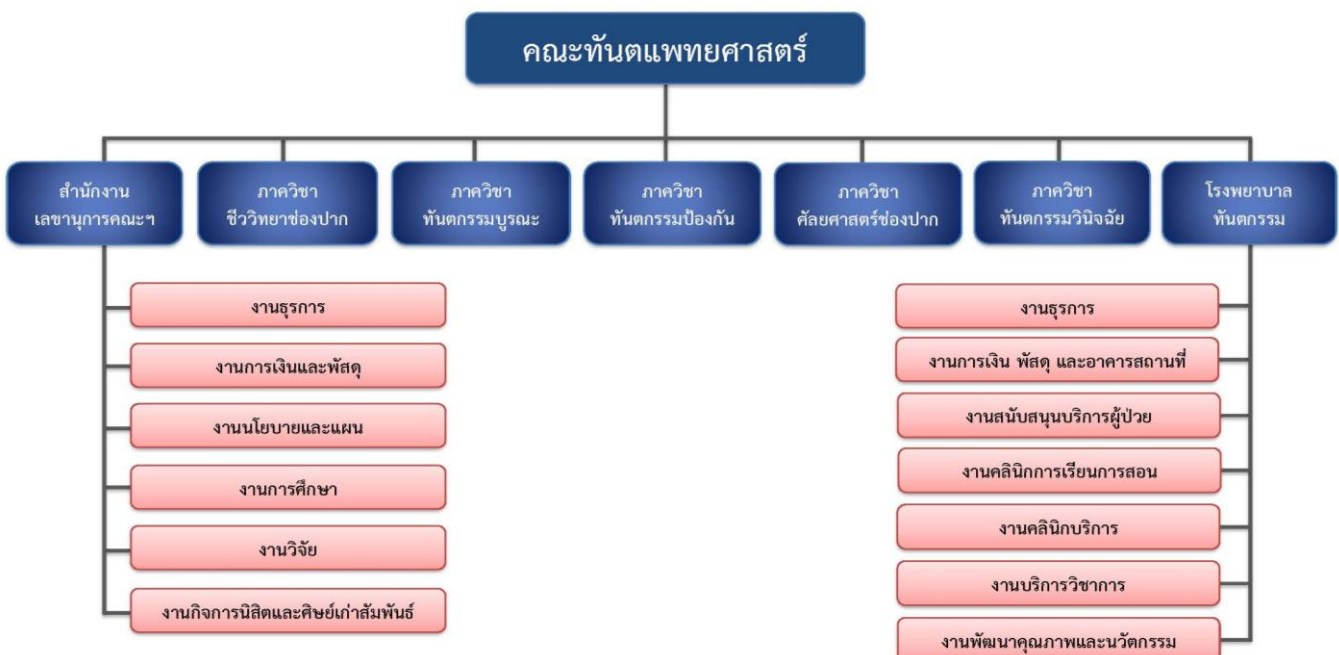 คณะทันตแพทยศาสตร์
สำนักงาน
เลขานุการคณะฯ
ภาควิชา
ชีววิทยาช่องปาก
ภาควิชา
ทันตกรรมบูรณะ
ภาควิชา
ทันตกรรมป้องกัน
ภาควิชา
ศัลยศาสตร์ช่องปาก
ภาควิชา
ทันตกรรมวินิจฉัย
โรงพยาบาล
ทันตกรรม
งานธุรการ
งานการเงินและพัสดุ
งานนโยบายและแผน
งานการศึกษา
งานวิจัย
งานกิจการนิสิตและศิษย์เก่าสัมพันธ์
งานธุรการ
งานการเงิน พัสดุ และอาคารสถานที่
งานสนับสนุนบริการผู้ป่วย
งานคลินิกการเรียนการสอน
งานคลินิกบริการ
งานบริการวิชาการ
งานพัฒนาคุณภาพและนวัตกรรม